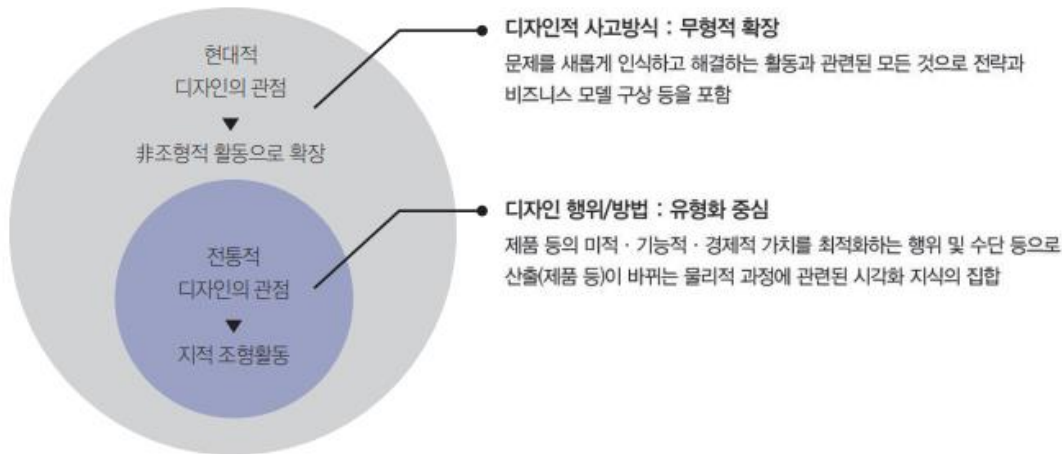 현대적
디자인의 관점
▼
非조형적 활동으로 확장
전통적
디자인의 관점
▼
지적 조형활동
디자인적 사고방식 : 무형적 확장
문제를 새롭게 인식하고 해결하는 활동과 관련된 모든 것으로 전략과
비즈니스 모델 구상 등을 포함
디자인 행위/방법 : 유형화 중심
제품 등의 미적 · 기능적 · 경제적 가치를 최적화하는 행위 및 수단 등으로
산출(제품 등)이 바뀌는 물리적 과정에 관련된 시각화 지식의 집합